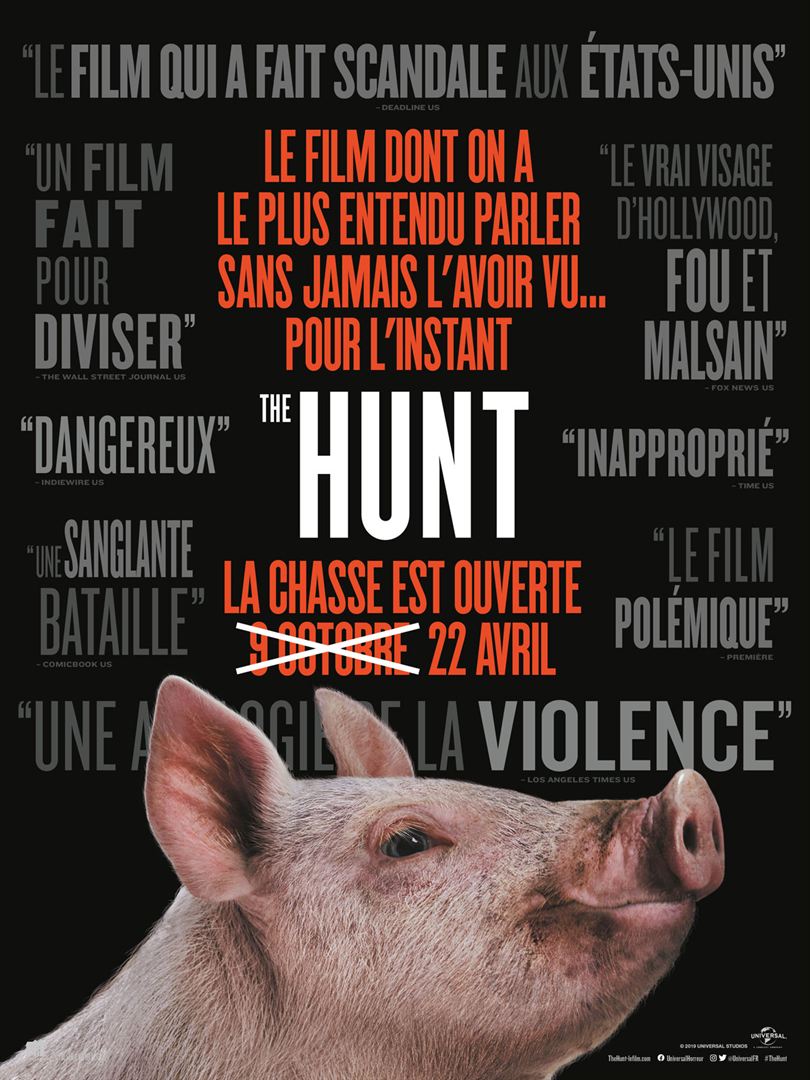 “LE FILM QUI A FAIT SCANDALE AUX ÉTATS-UNIS”
– DEADLINE US
LE FILM DONT ON A
LE PLUS ENTENDU PARLER
SANS JAMAIS L’AVOIR VU...
POUR L’INSTANT
“UN FILM
FAIT
POUR
DIVISER”
– THE WALL STREET JOURNAL US
“LE VRAI VISAGE
D’HOLLYWOOD,
FOU ET
MALSAIN”
– FOX NEWS US
THE HUNT
“DANGEREUX”
– INDIEWIRE US
“INAPPROPRIÉ”
– TIME US
“UNE SANGLANTE
BATAILLE”
– COMICBOOK US
“LE FILM
POLÉMIQUE”
– PREMIÈRE
LA CHASSE EST OUVERTE
9 OCTOBRE 22 AVRIL
“UNE A OGIE DE LA VIOLENCE”
– LOS ANGELES TIMES US
UNIVERSAL
© 2019 UNIVERSAL STUDIOS
TheHunt-lefilm.com UniversalHorreur @UniversalFR #TheHunt